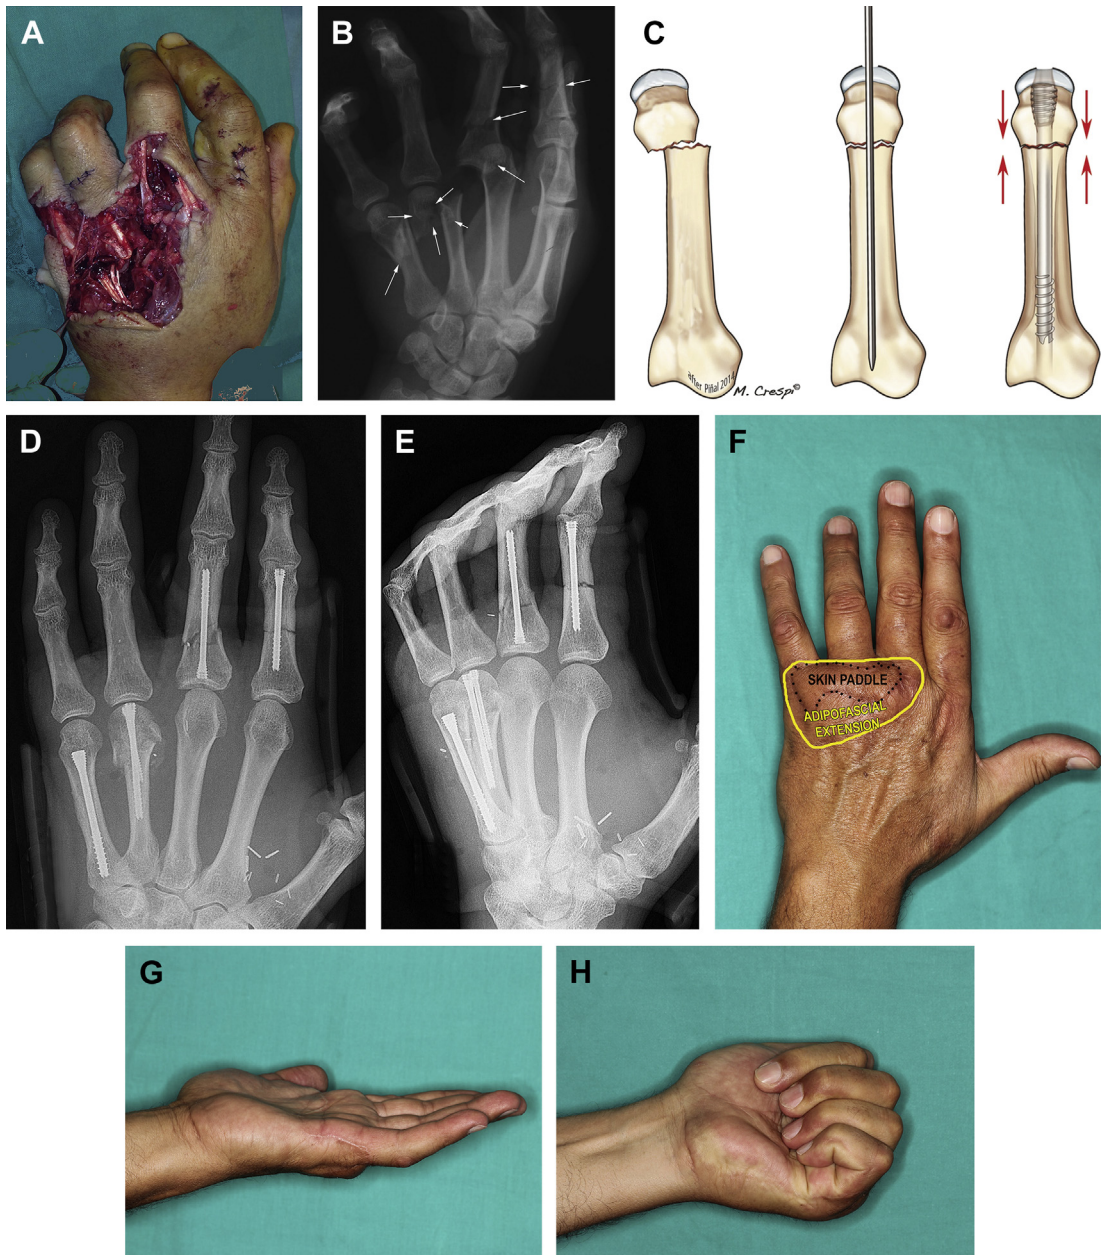 A
B
C
after Piñal 2014
M. Crespi©
D
E
F
SKIN PADDLE
ADIPOFASCIAL
EXTENSION
G
H